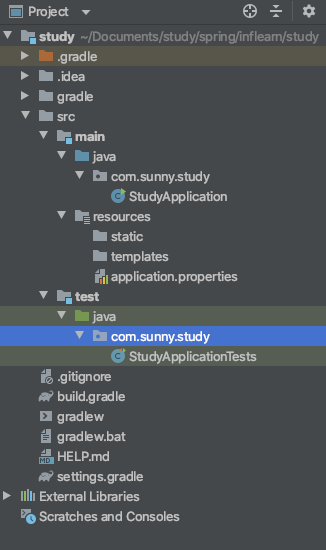 Project
study ~/Documents/study/spring/inflearn/study
.gradle
.idea
gradle
src
main
java
com.sunny.study
StudyApplication
resources
static
templates
application.properties
test
java
com.sunny.study
StudyApplicationTests
.gitignore
build.gradle
gradlew
gradlew.bat
HELP.md
settings.gradle
External Libraries
Scratches and Consoles